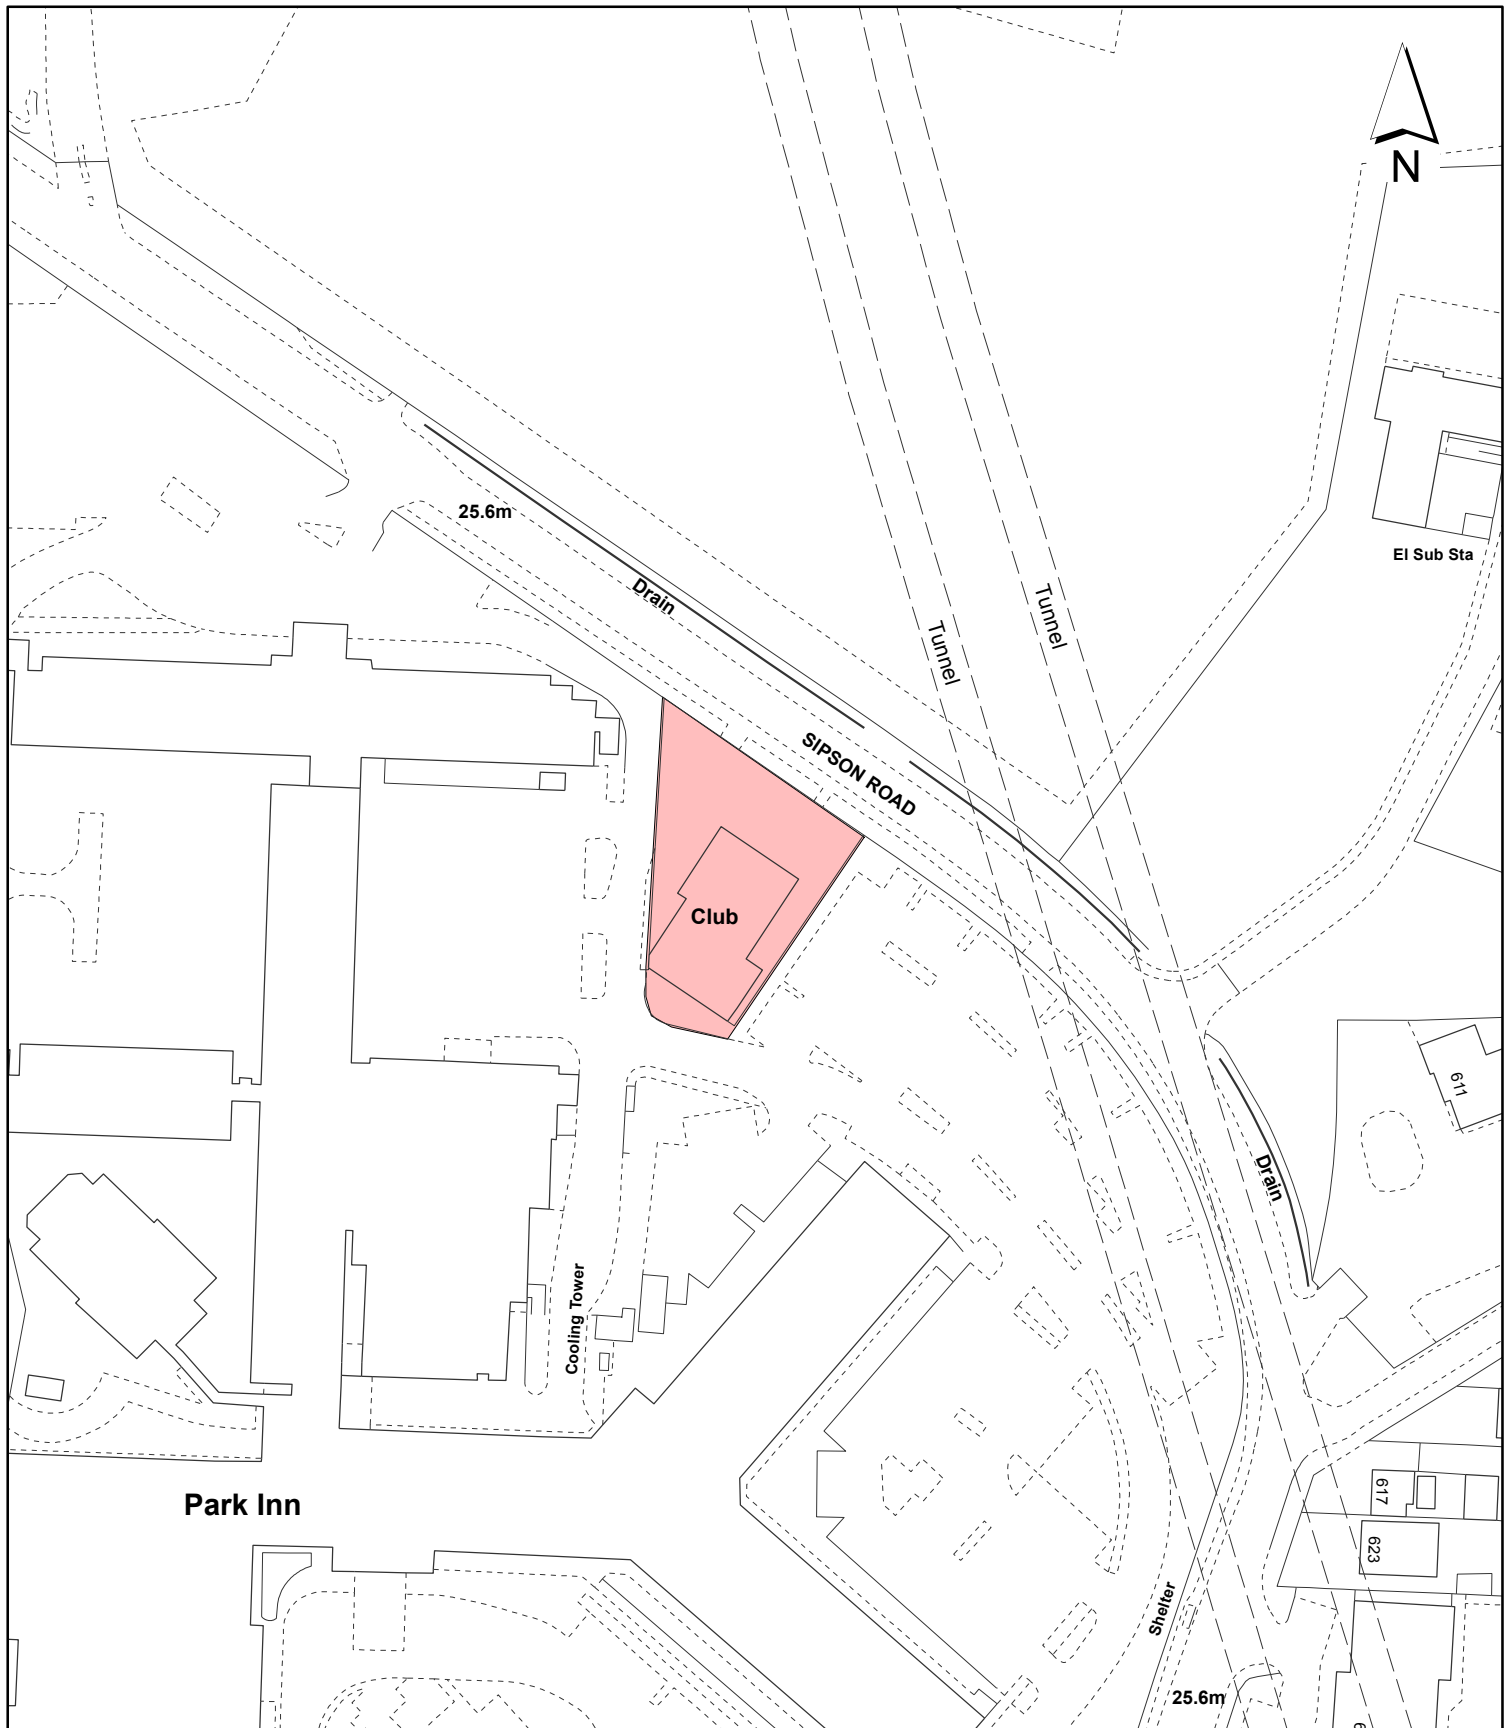 N
25.6m
El Sub Sta
Drain
Tunnel
Tunnel
SIPSON ROAD
Club
611
Drain
Cooling Tower
Park Inn
617
623
Shelter
25.6m